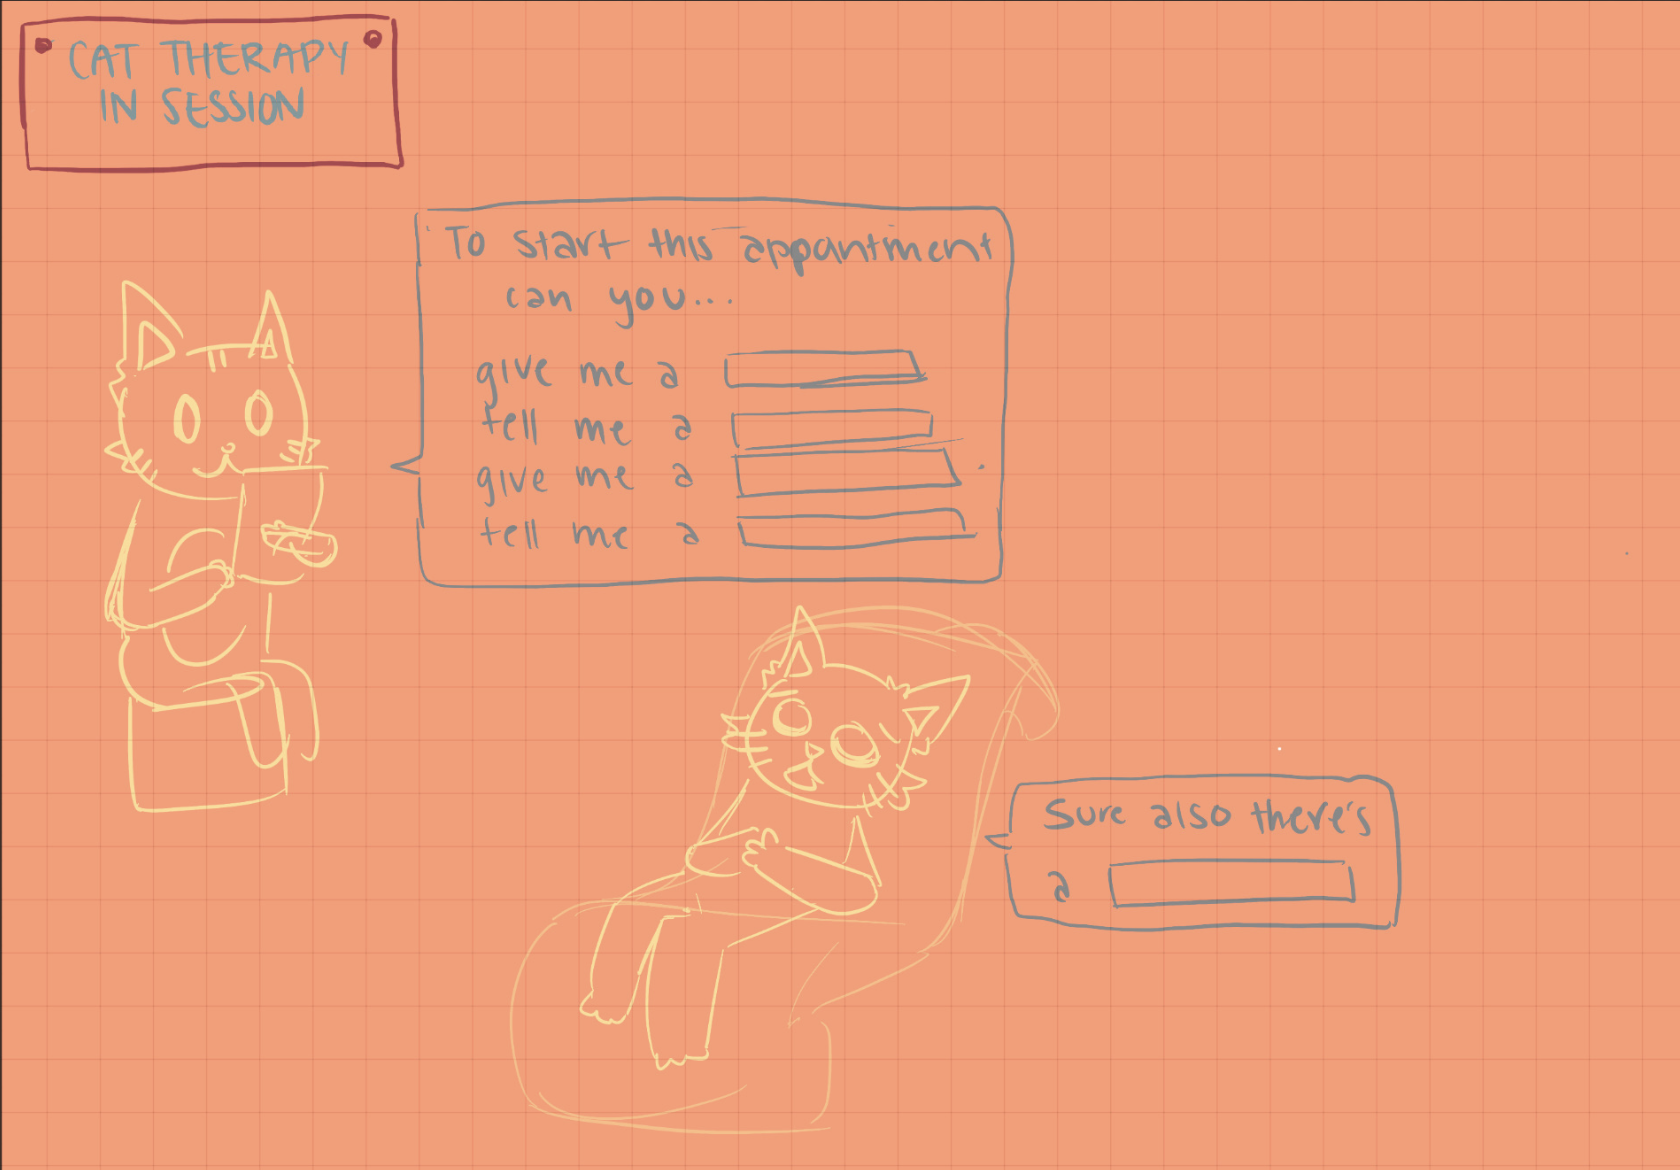 CAT THERAPY
IN SESSION
To start this appointment
can you...
give me a
tell me a
give me a
tell me a
Sure also there's
a